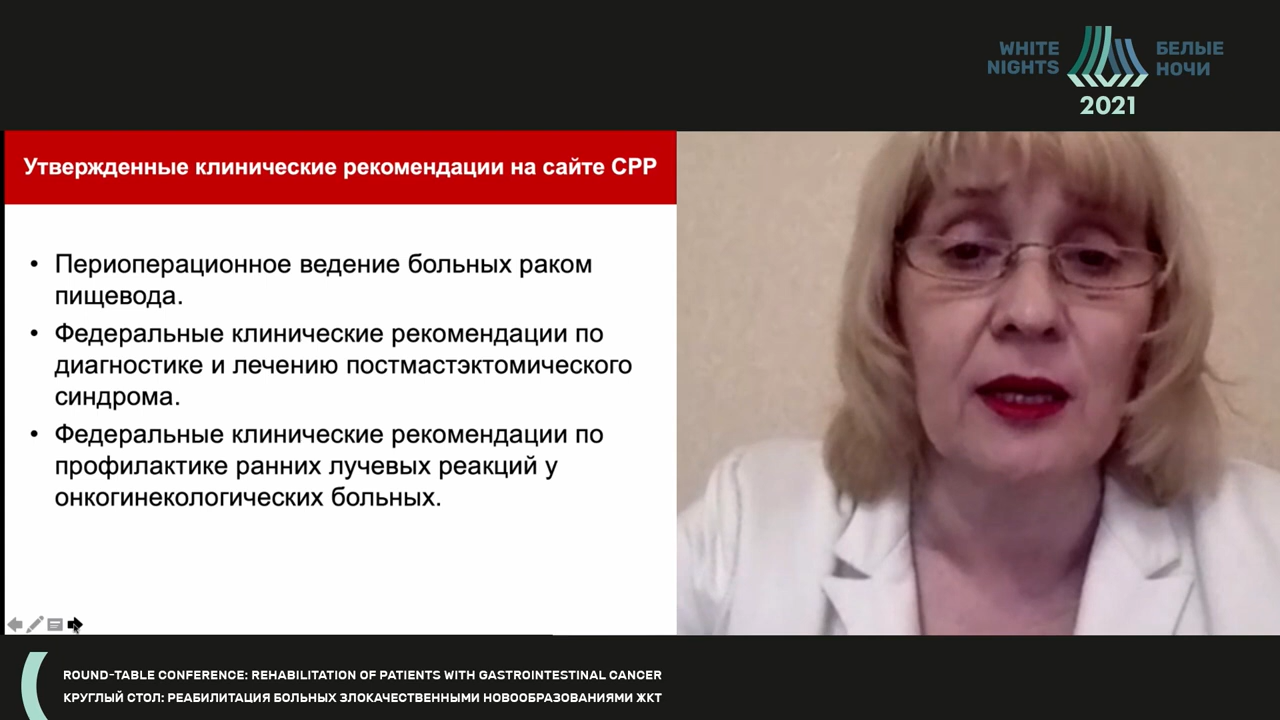 WHITE NIGHTS
БЕЛЫЕ НОЧИ
2021
Утвержденные клинические рекомендации на сайте СРР
• Периоперационное ведение больных раком
пищевода.
• Федеральные клинические рекомендации по
диагностике и лечению постмастэктомического
синдрома.
• Федеральные клинические рекомендации по
профилактике ранних лучевых реакций у
онкогинекологических больных.
ROUND-TABLE CONFERENCE: REHABILITATION OF PATIENTS WITH GASTROINTESTINAL CANCER
КРУГЛЫЙ СТОЛ: РЕАБИЛИТАЦИЯ БОЛЬНЫХ ЗЛОКАЧЕСТВЕННЫМИ НОВООБРАЗОВАНИЯМИ ЖКТ